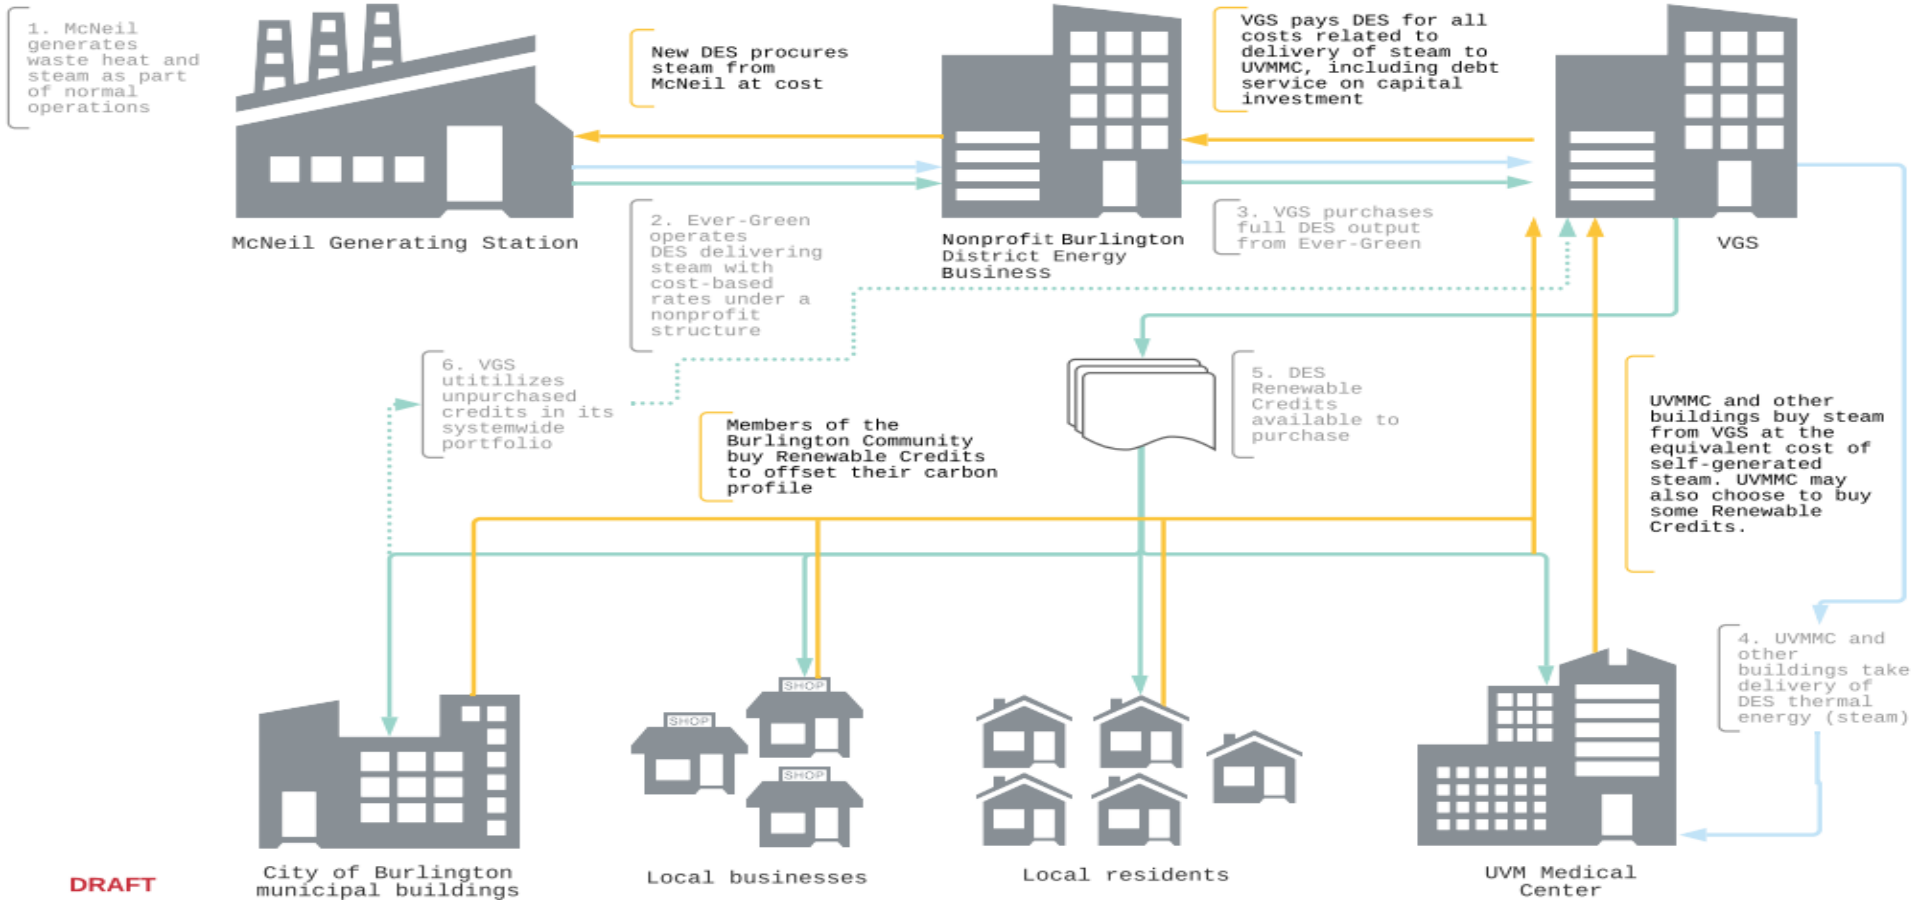 1. McNeil
generates
waste heat and
steam as part
of normal
operations
New DES procures
steam from
McNeil at cost
VGS pays DES for all
costs related to
delivery of steam to
UVMMC, including debt
service on capital
investment
McNeil Generating Station
2. Ever-Green
operates
DES delivering
steam with
cost-based
rates under a
nonprofit
structure
Nonprofit Burlington
District Energy
Business
3. VGS purchases
full DES output
from Ever-Green
VGS
6. VGS
utitilizes
unpurchased
credits in its
systemwide
portfolio
Members of the
Burlington Community
buy Renewable Credits
to offset their carbon
profile
5. DES
Renewable
Credits
available to
purchase
UVMMC and other
buildings buy steam
from VGS at the
equivalent cost of
self-generated
steam. UVMMC may
also choose to buy
some Renewable
Credits.
4. UVMMC and
other
buildings take
delivery of
DES thermal
energy (steam)
SHOP
SHOP
SHOP
DRAFT
City of Burlington
municipal buildings
Local businesses
Local residents
UVM Medical
Center